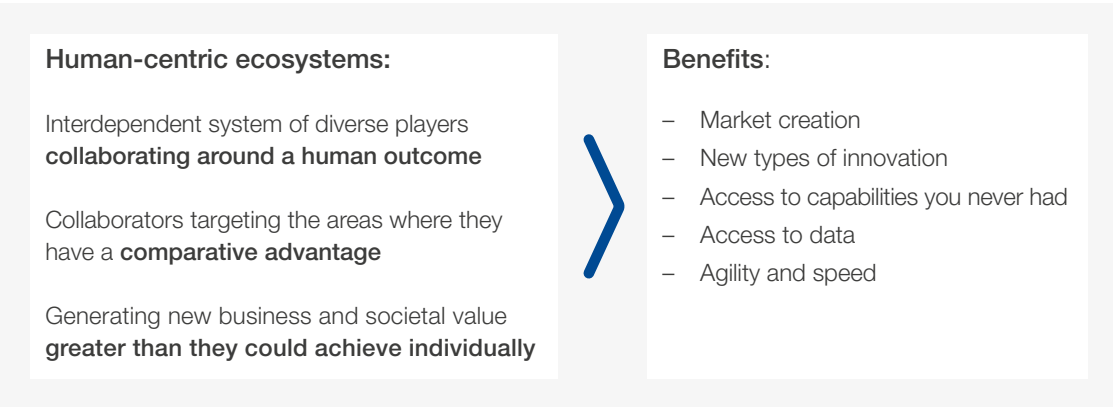 Human-centric ecosystems:
Interdependent system of diverse players
collaborating around a human outcome
Collaborators targeting the areas where they
have a comparative advantage
Generating new business and societal value
greater than they could achieve individually
Benefits:
– Market creation
– New types of innovation
– Access to capabilities you never had
– Access to data
– Agility and speed